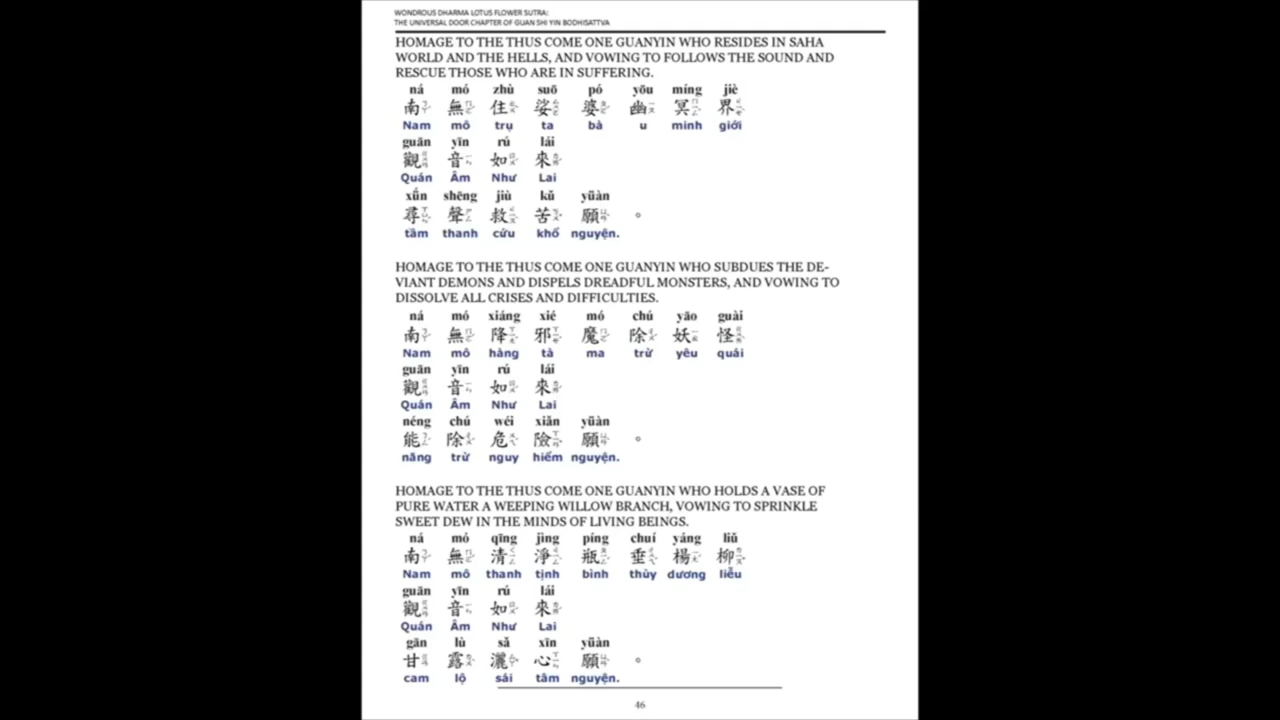 WONDROUS DHARMA LOTUS FLOWER SUTRA:
THE UNIVERSAL DOOR CHAPTER OF GUAN SHI YIN BODHISATTVA
HOMAGE TO THE THUS COME ONE GUANYIN WHO RESIDES IN SAHA
WORLD AND THE HELLS, AND VOWING TO FOLLOWS THE SOUND AND
RESCUE THOSE WHO ARE IN SUFFERING.
ná mó zhù suō pó yōu míng jiè
南 無 住 娑 婆 幽 冥 界
Nam mô trụ ta bà u minh giới
guān yīn rú lái
觀 音 如 來
Quán Âm Như Lai
xǘn shēng jiù kǔ yüàn
尋 聲 救 苦 願 。
tầm thanh cứu khổ nguyện.
HOMAGE TO THE THUS COME ONE GUANYIN WHO SUBDUES THE DE-
VIANT DEMONS AND DISPELS DREADFUL MONSTERS, AND VOWING TO
DISSOLVE ALL CRISES AND DIFFICULTIES.
ná mó xiáng xié mó chú yāo guài
南 無 降 邪 魔 除 妖 怪
Nam mô hàng tà ma trừ yêu quái
guān yīn rú lái
觀 音 如 來
Quán Âm Như Lai
néng chú wéi xiǎn yüàn
能 除 危 險 願 。
năng trừ nguy hiểm nguyện.
HOMAGE TO THE THUS COME ONE GUANYIN WHO HOLDS A VASE OF
PURE WATER A WEEPING WILLOW BRANCH, VOWING TO SPRINKLE
SWEET DEW IN THE MINDS OF LIVING BEINGS.
ná mó qīng jìng píng chuí yáng liǔ
南 無 清 淨 瓶 垂 楊 柳
Nam mô thanh tịnh bình thùy dương liễu
guān yīn rú lái
觀 音 如 來
Quán Âm Như Lai
gān lù sǎ xīn yüàn
甘 露 灑 心 願 。
cam lộ sái tâm nguyện.
46